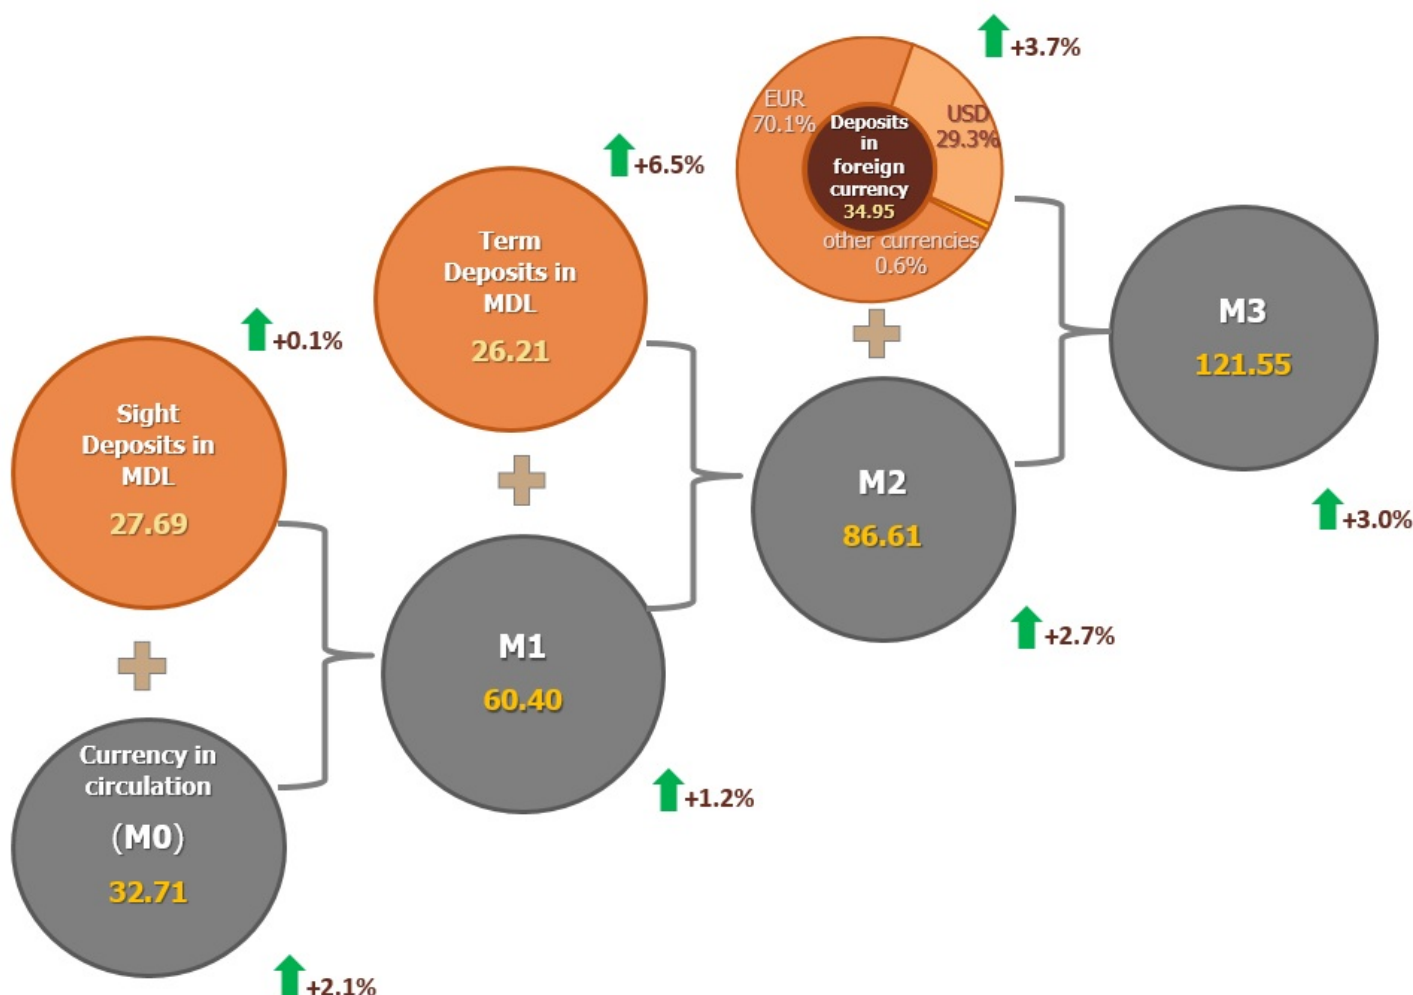 +3.7%
EUR
70.1%
USD
29.3%
Deposits
in
foreign
currency
34.95
other currencies
0.6%
+6.5%
Term
Deposits in
MDL
26.21
M3
121.55
+3.0%
+0.1%
Sight
Deposits in
MDL
27.69
M2
86.61
+2.7%
M1
60.40
+1.2%
Currency in
circulation
(M0)
32.71
+2.1%